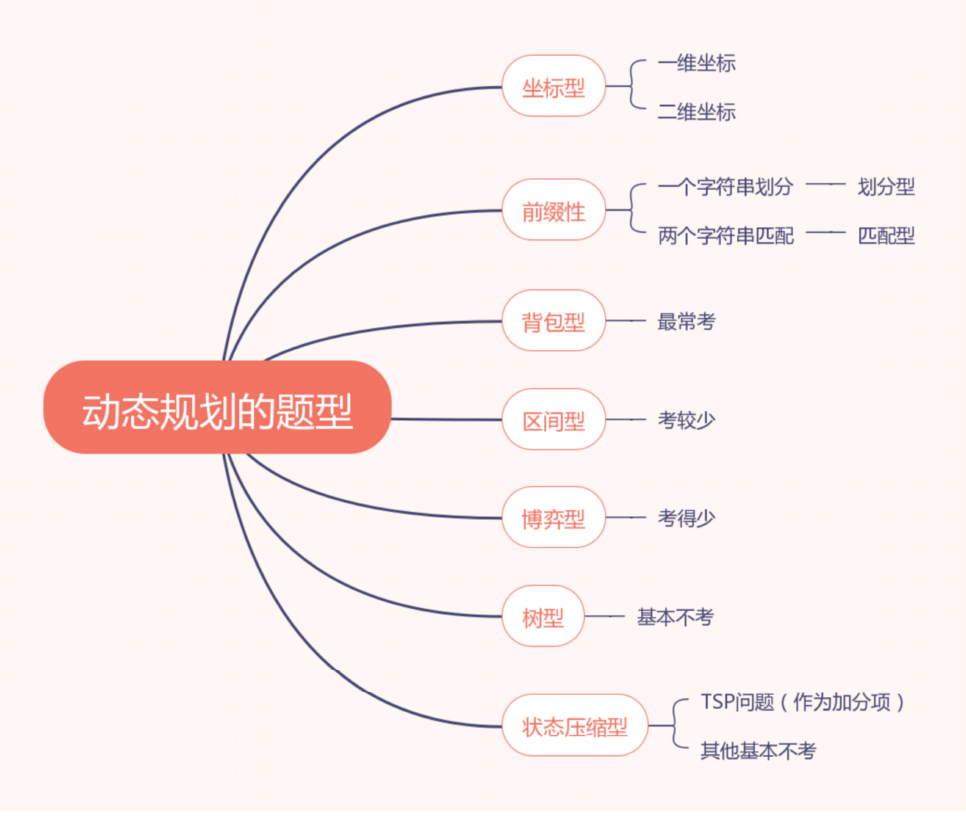 坐标型
一维坐标
二维坐标
前缀性
一个字符串划分
划分型
两个字符串匹配
匹配型
背包型
最常考
动态规划的题型
区间型
考较少
博弈型
考得少
树型
基本不考
状态压缩型
TSP问题（作为加分项）
其他基本不考